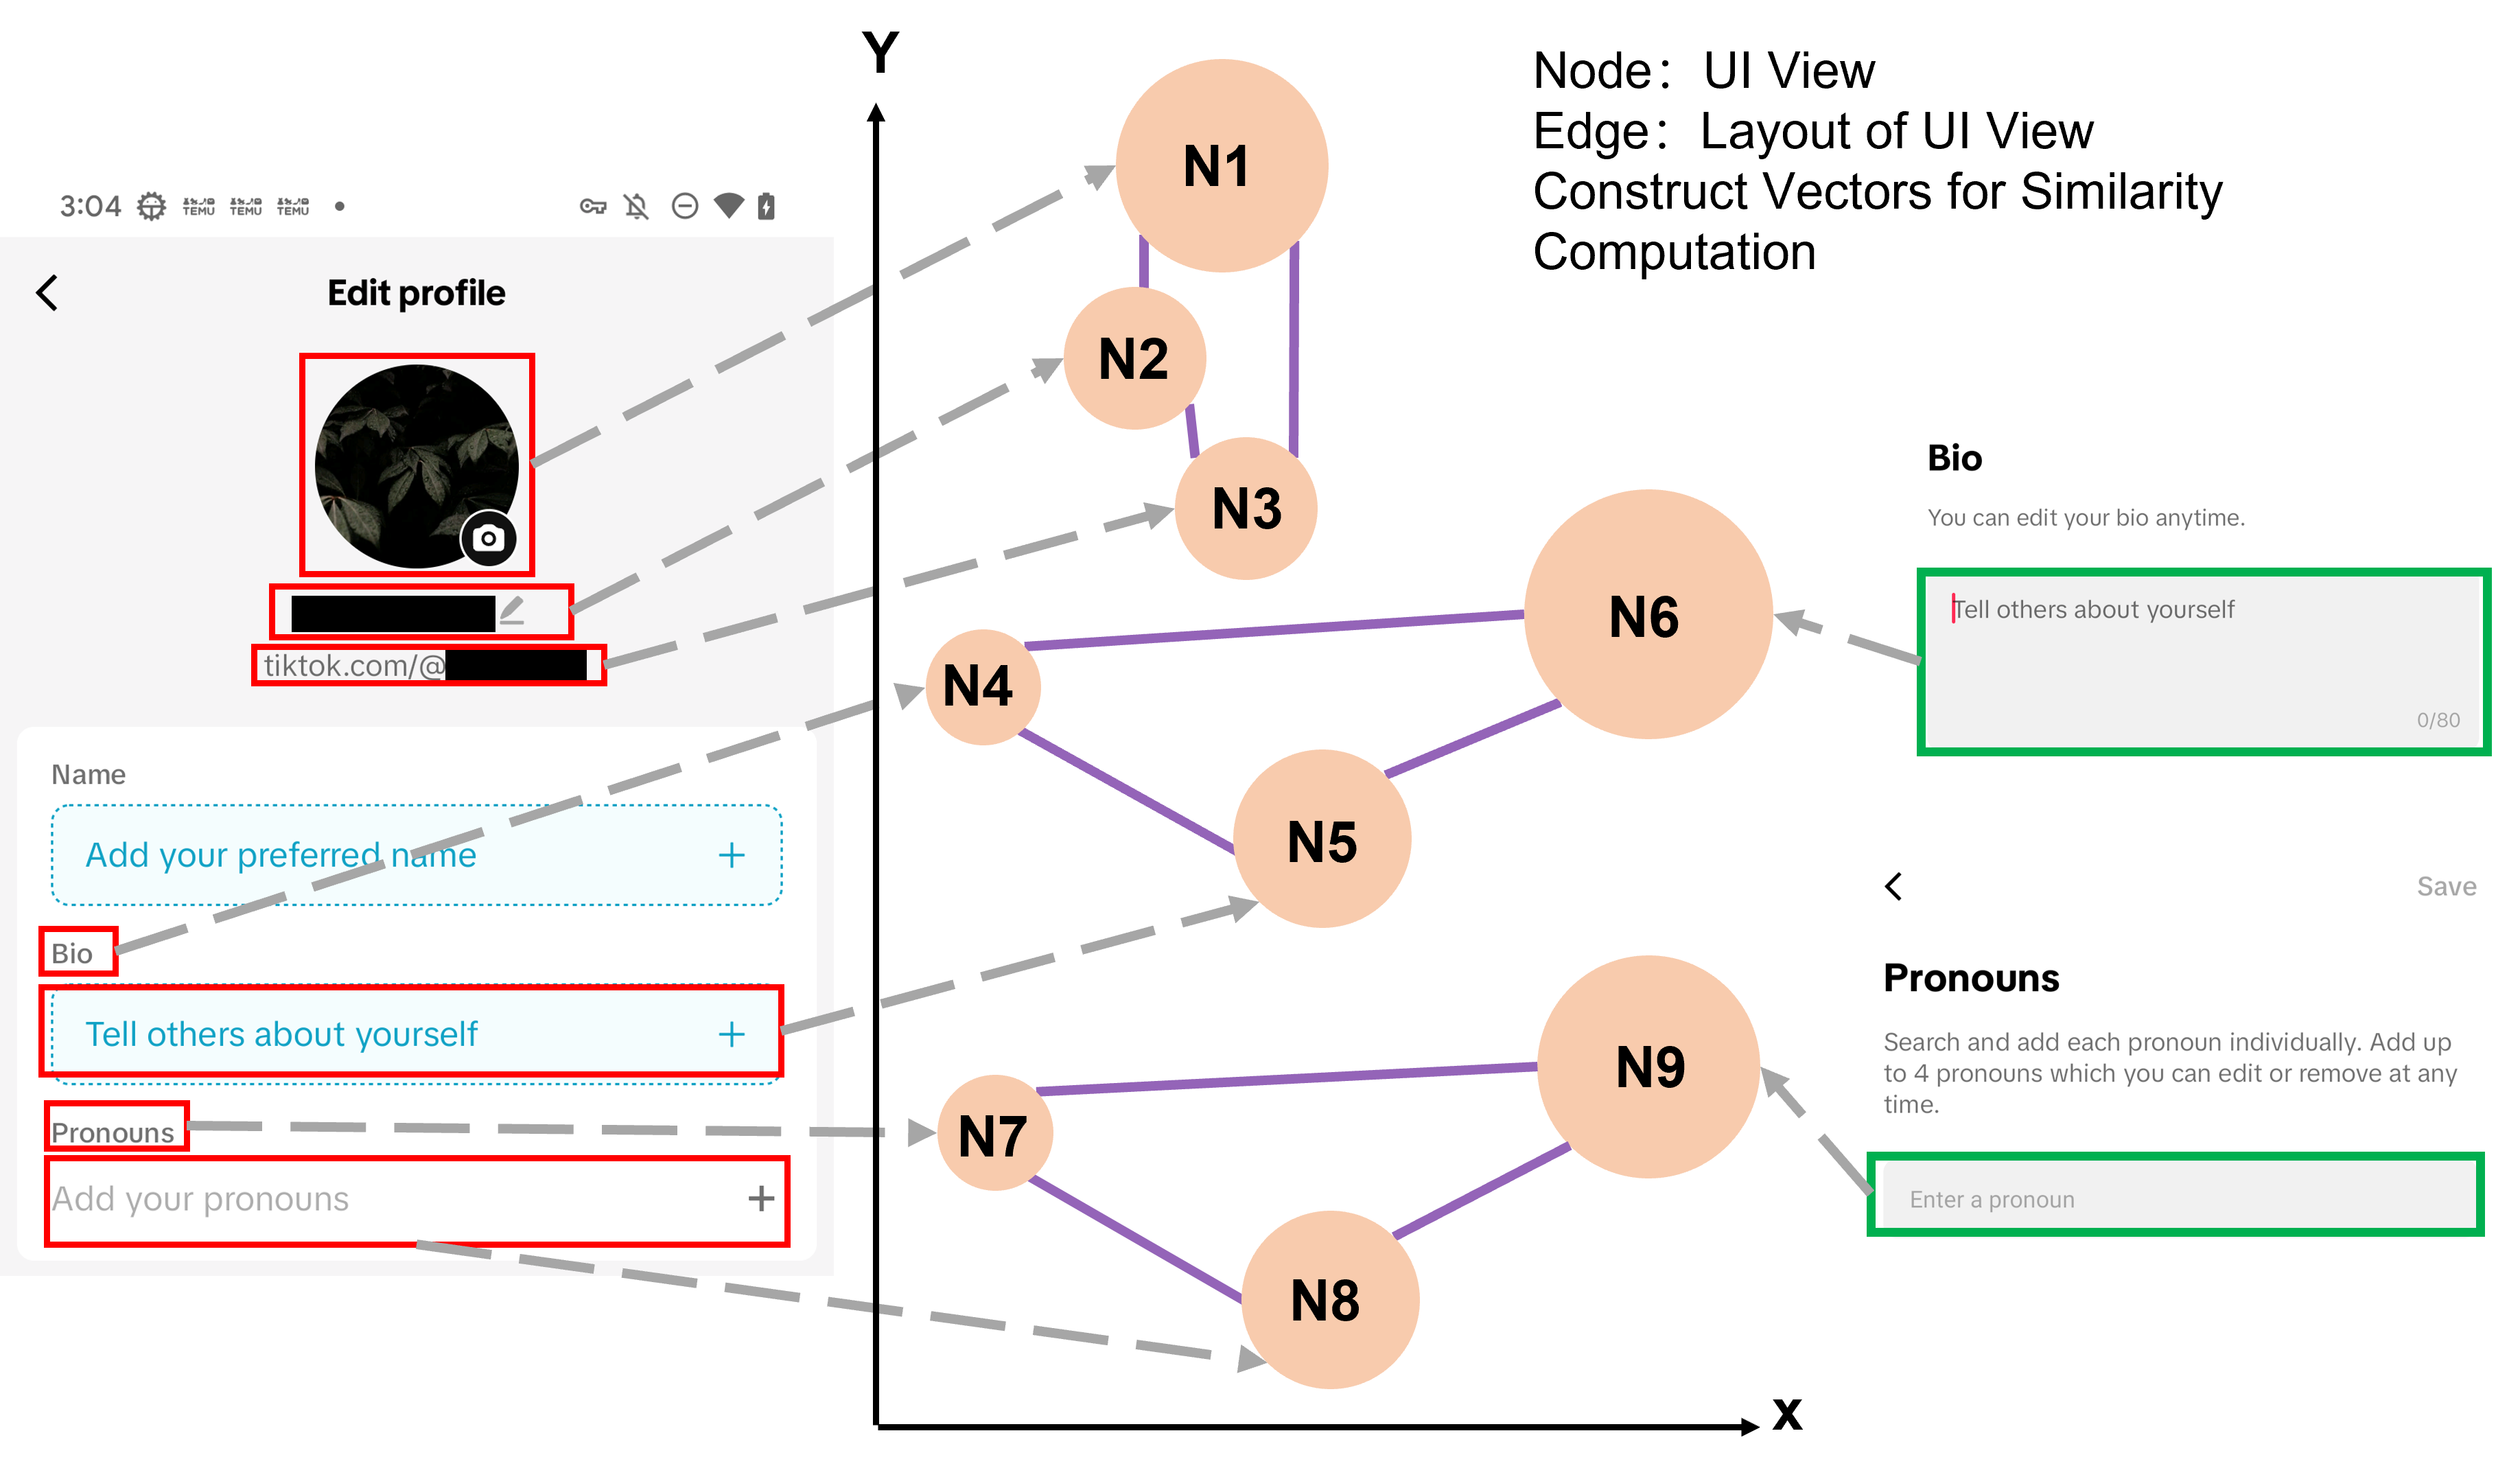 Y
Node: UI View
Edge: Layout of UI View
Construct Vectors for Similarity
Computation
3:04 TEMU TEMU TEMU
Edit profile
tiktok.com/@
Name
Add your preferred name
Bio
Tell others about yourself
Pronouns
Add your pronouns
N1
N2
N3
N4
N5
N6
N7
N8
N9
X
Bio
You can edit your bio anytime.
Tell others about yourself
0/80
Save
Pronouns
Search and add each pronoun individually. Add up
to 4 pronouns which you can edit or remove at any
time.
Enter a pronoun